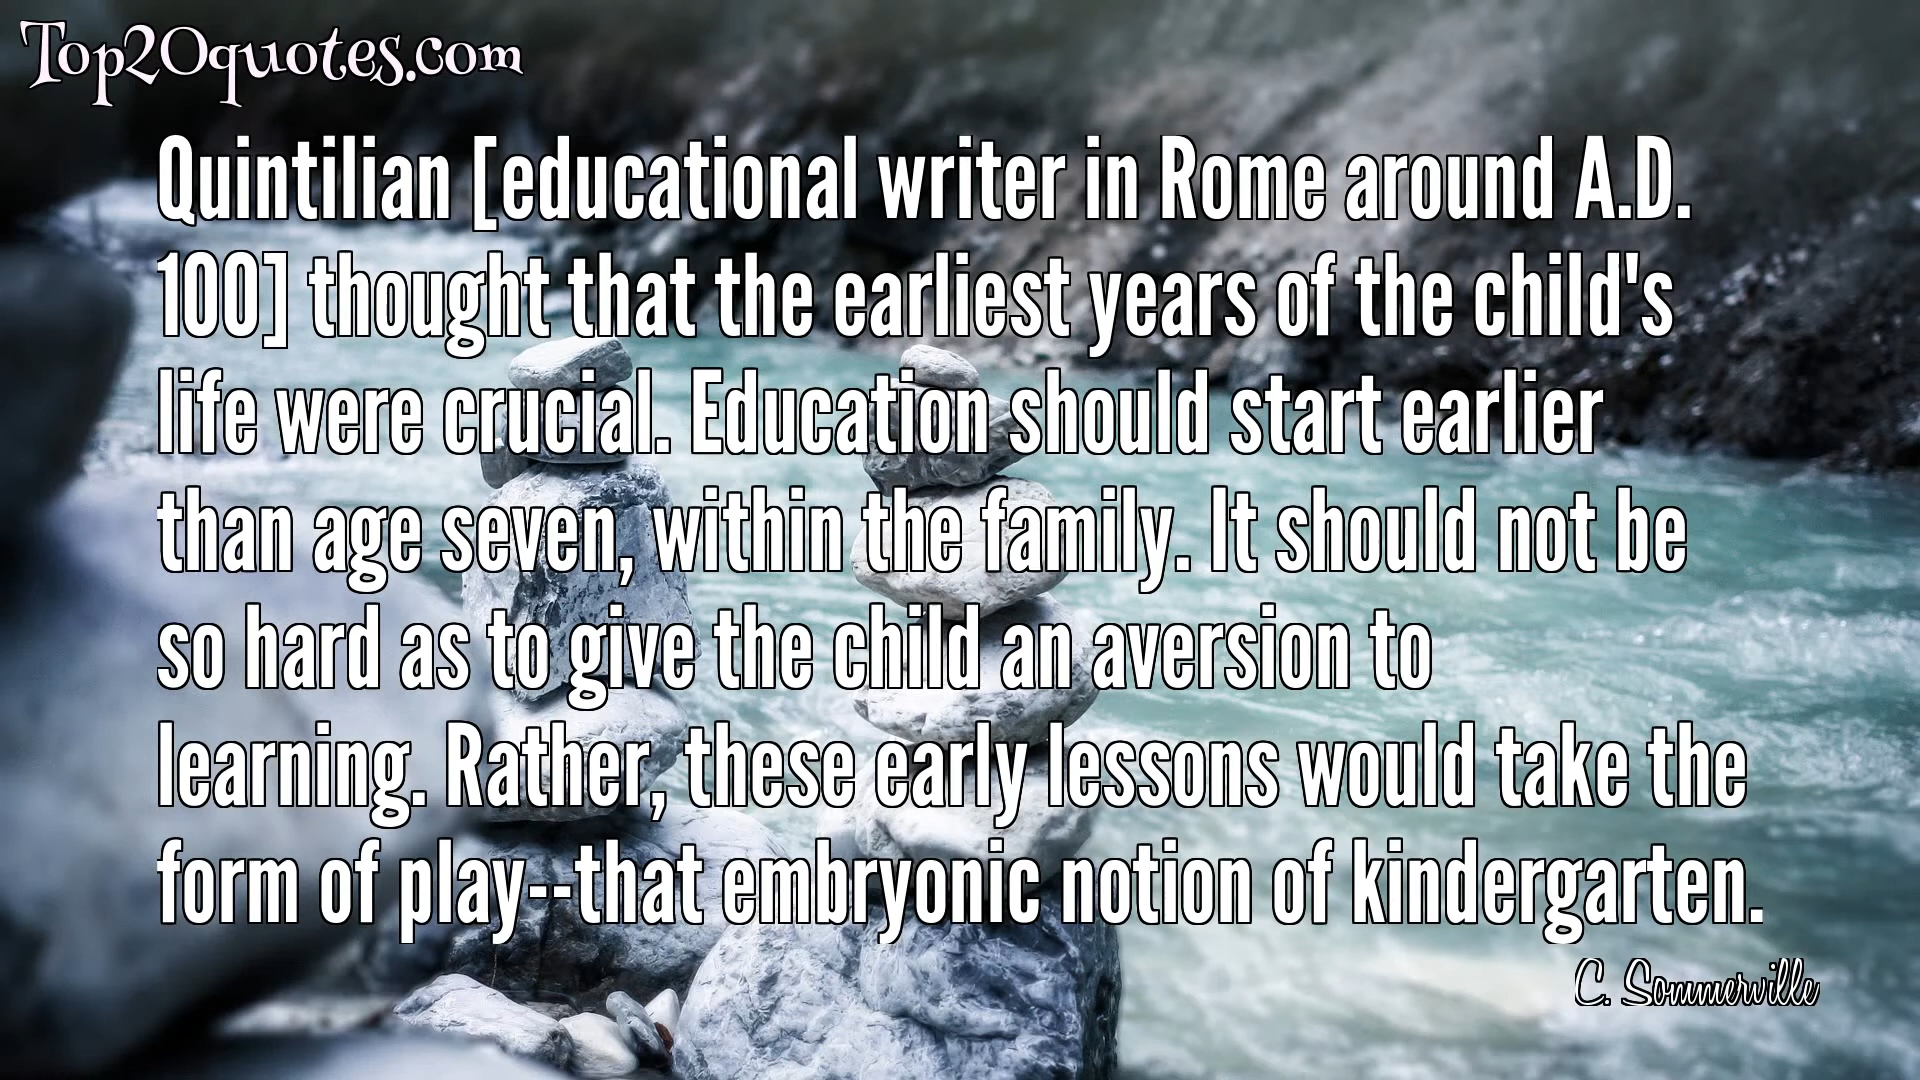 Top20quotes.com
Quintilian [educational writer in Rome around A.D.
100] thought that the earliest years of the child's
life were crucial. Education should start earlier
than age seven, within the family. It should not be
so hard as to give the child an aversion to
learning. Rather, these early lessons would take the
form of play--that embryonic notion of kindergarten.
C. Sommerville